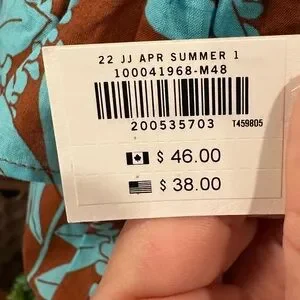 22 JJ APR SUMMER 1
100041968-M48
200535703 T459805
$ 46.00
$ 38.00